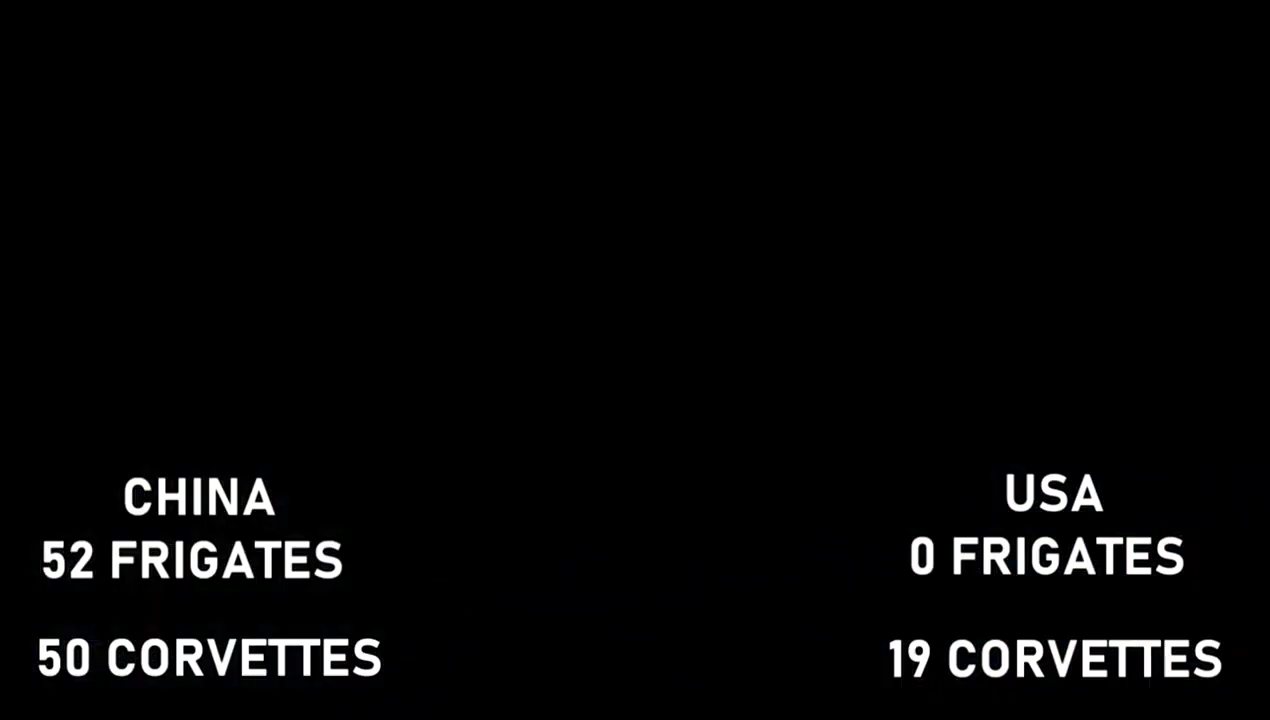 CHINA
52 FRIGATES
50 CORVETTES
USA
0 FRIGATES
19 CORVETTES